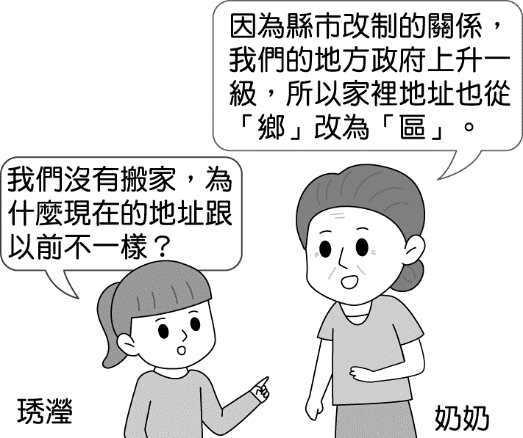 因為縣市改制的關係，
我們的地方政府上升一
級，所以家裡地址也從
「鄉」改為「區」。
我們沒有搬家，為
什麼現在的地址跟
以前不一樣？
琇瀅
奶奶